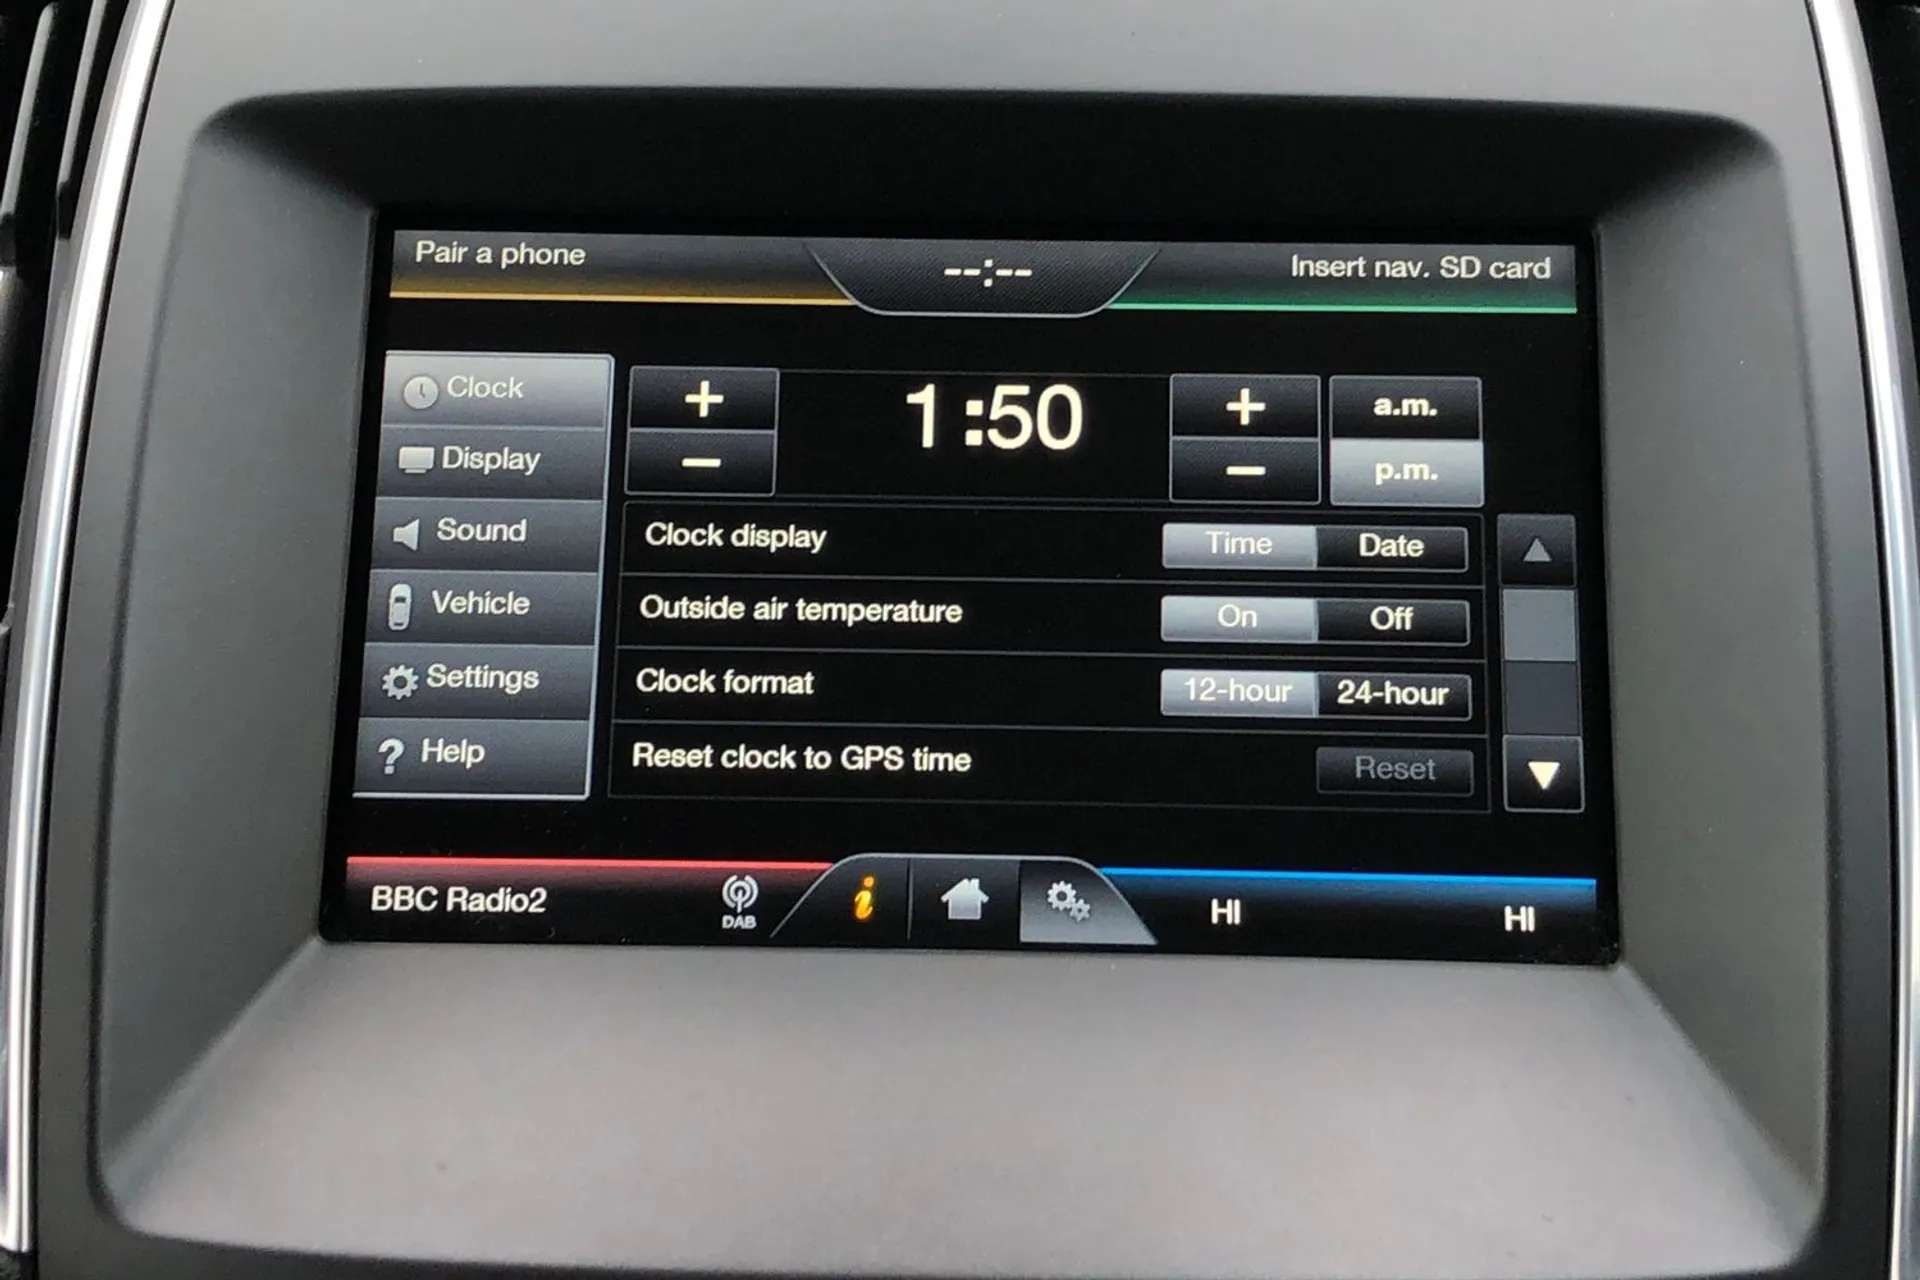 Pair a phone
--:--
Insert nav. SD card
Clock
Display
Sound
Vehicle
Settings
? Help
+
-
1:50
+
-
a.m.
p.m.
Clock display
Time
Date
Outside air temperature
On
Off
Clock format
12-hour
24-hour
Reset clock to GPS time
Reset
BBC Radio2
DAB
i
HI
HI